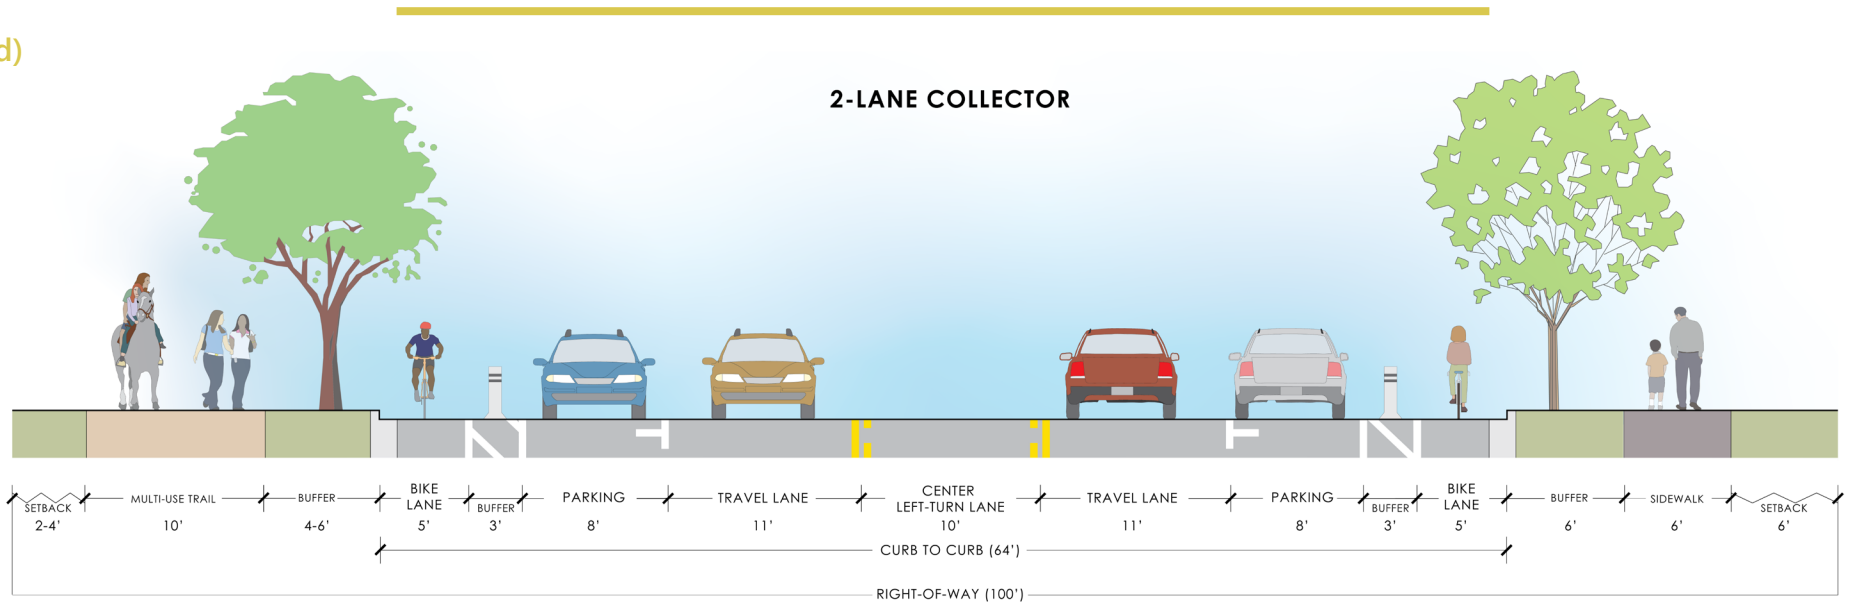 d)
2-LANE COLLECTOR
SETBACK
2-4'
MULTI-USE TRAIL
10'
BUFFER
4-6'
BIKE
LANE
5'
BUFFER
3'
PARKING
8'
TRAVEL LANE
11'
CENTER
LEFT-TURN LANE
10'
TRAVEL LANE
11'
PARKING
8'
BUFFER
3'
BIKE
LANE
5'
BUFFER
6'
SIDEWALK
6'
SETBACK
6'
CURB TO CURB (64')
RIGHT-OF-WAY (100')